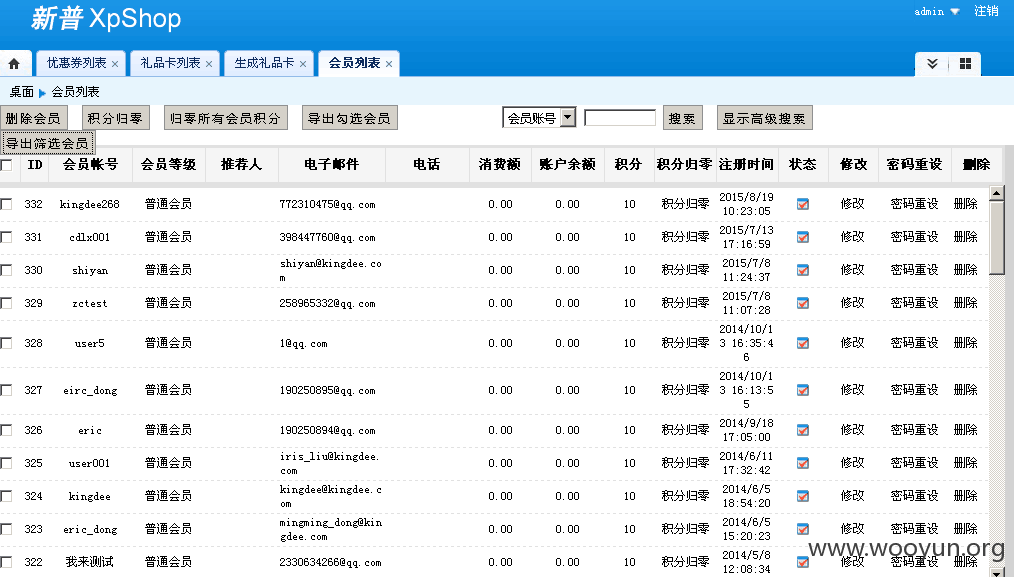 新普 XpShop
admin 注销
优惠券列表 × 礼品卡列表 × 生成礼品卡 × 会员列表 ×
桌面 会员列表
删除会员 积分归零 归零所有会员积分 导出勾选会员 会员账号 搜索 显示高级搜索
导出筛选会员
ID 会员帐号 会员等级 推荐人 电子邮件 电话 消费额 账户余额 积分 积分归零 注册时间 状态 修改 密码重设 删除
332 kingdee268 普通会员 772310475@qq.com 0.00 0.00 10 积分归零 2015/8/19 10:23:05 修改 密码重设 删除
331 cdlx001 普通会员 398447760@qq.com 0.00 0.00 10 积分归零 2015/7/13 17:16:59 修改 密码重设 删除
330 shiyan 普通会员 shiyan@kingdee.com 0.00 0.00 10 积分归零 2015/7/8 11:24:37 修改 密码重设 删除
329 zctest 普通会员 258965332@qq.com 0.00 0.00 10 积分归零 2015/7/8 11:07:28 修改 密码重设 删除
328 user5 普通会员 1@qq.com 0.00 0.00 10 积分归零 2014/10/13 16:35:46 修改 密码重设 删除
327 eirc_dong 普通会员 190250895@qq.com 0.00 0.00 10 积分归零 2014/10/13 16:13:55 修改 密码重设 删除
326 eric 普通会员 190250894@qq.com 0.00 0.00 10 积分归零 2014/9/18 17:05:00 修改 密码重设 删除
325 user001 普通会员 iris_liu@kingdee.com 0.00 0.00 10 积分归零 2014/6/11 17:32:42 修改 密码重设 删除
324 kingdee 普通会员 kingdee@kingdee.com 0.00 0.00 10 积分归零 2014/6/5 18:54:20 修改 密码重设 删除
323 eric_dong 普通会员 mingming_dong@kingdee.com 0.00 0.00 10 积分归零 2014/6/5 15:20:23 修改 密码重设 删除
322 我来测试 普通会员 2330634266@qq.com 0.00 0.00 10 积分归零 2014/5/8 12:08:34 修改 密码重设 删除
www.wooyun.org